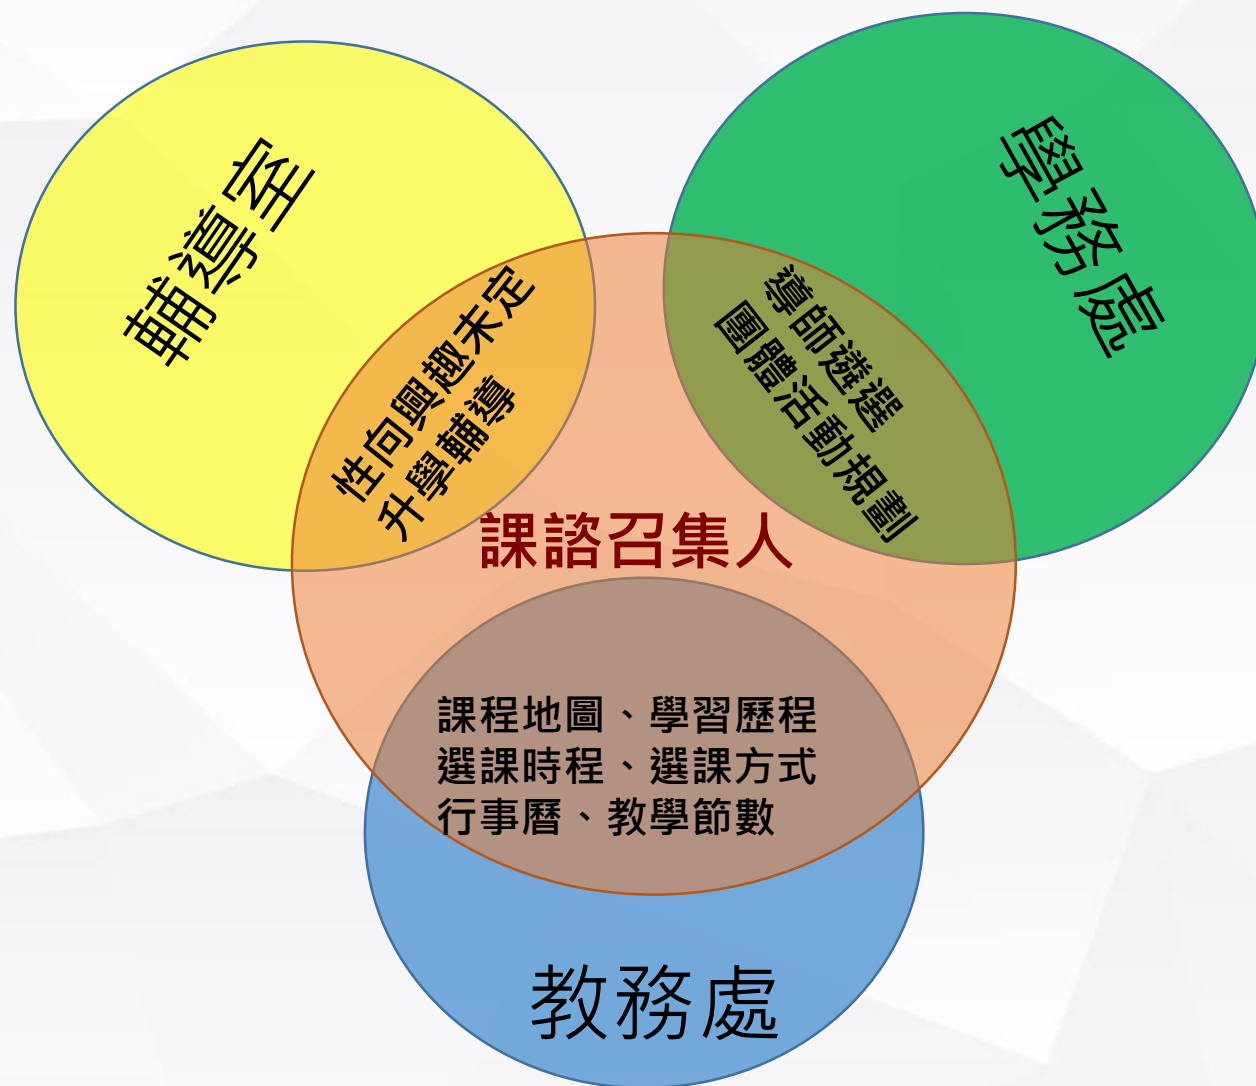 輔導室
學務處
性向興趣未定
升學輔導
導師遴選
團體活動規劃
課諮召集人
課程地圖、學習歷程
選課時程、選課方式
行事曆、教學節數
教務處